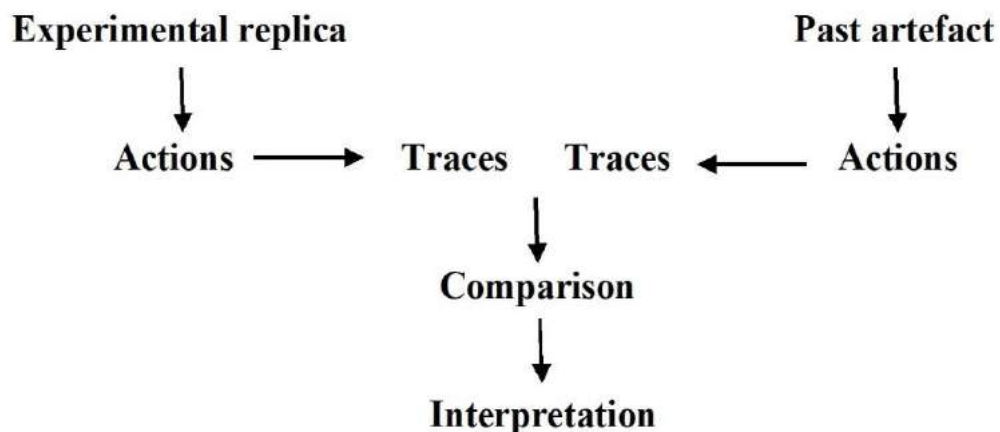 Experimental replica Past artefact
Actions Traces Traces Actions
Comparison
Interpretation